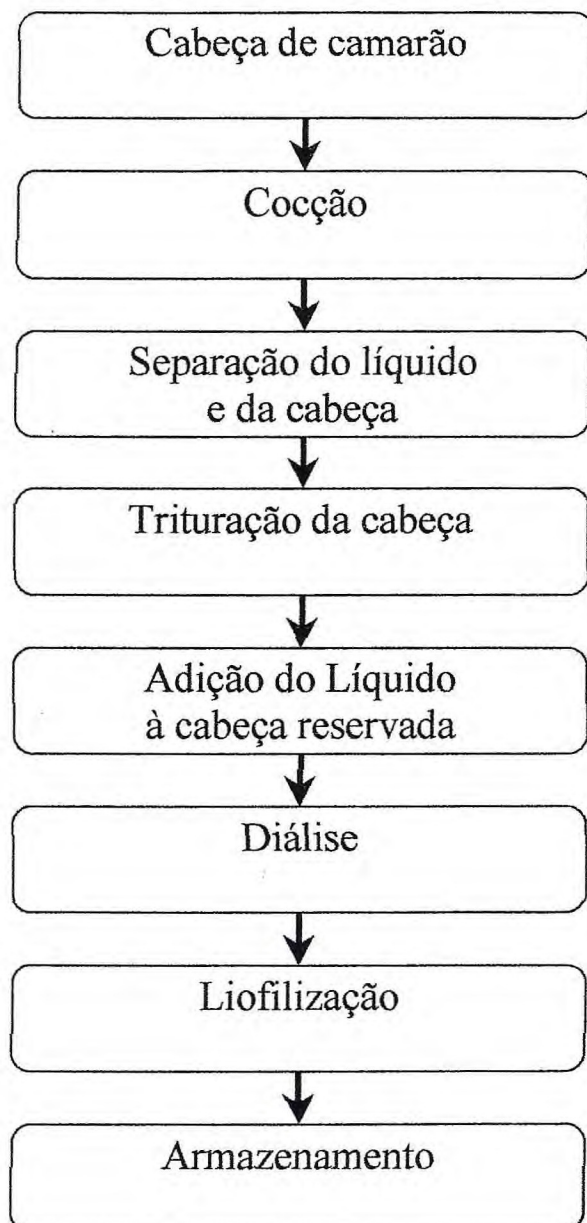 Cabeça de camarão
Cocção
Separação do líquido
e da cabeça
Trituração da cabeça
Adição do Líquido
à cabeça reservada
Diálise
Liofilização
Armazenamento